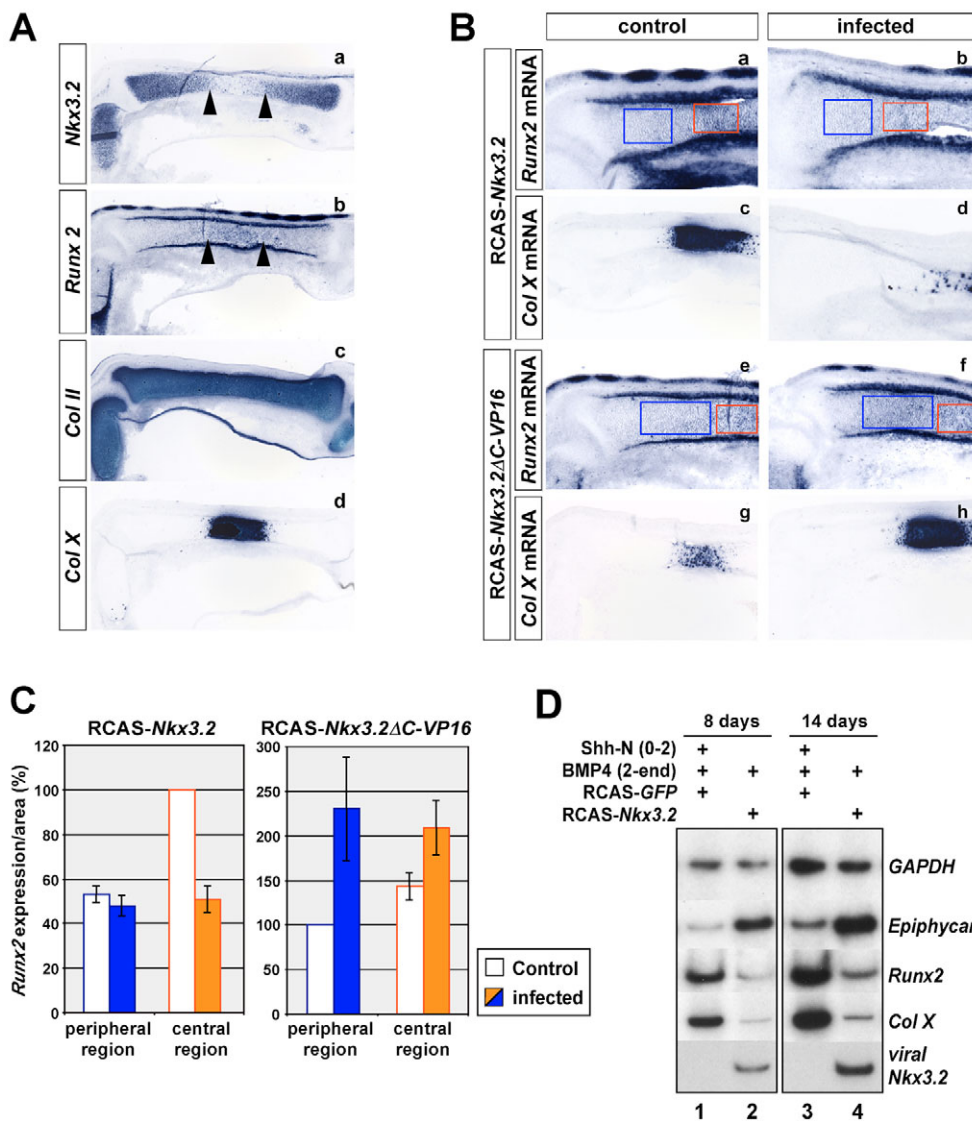 A
a
Nkx3.2
b
Runx 2
c
Col II
d
Col X
B
control
infected
RCAS-Nkx3.2
Runx2 mRNA
a
b
Col X mRNA
c
d
RCAS-Nkx3.2ΔC-VP16
Runx2 mRNA
e
f
Col X mRNA
g
h
C
RCAS-Nkx3.2
RCAS-Nkx3.2ΔC-VP16
Runx2 expression/area (%)
120
100
80
60
40
20
0
300
250
200
150
100
50
0
peripheral region
central region
peripheral region
central region
Control
infected
D
8 days
14 days
Shh-N (0-2) + +
BMP4 (2-end) + + + +
RCAS-GFP + +
RCAS-Nkx3.2 + +
GAPDH
Epiphycan
Runx2
Col X
viral Nkx3.2
1 2 3 4